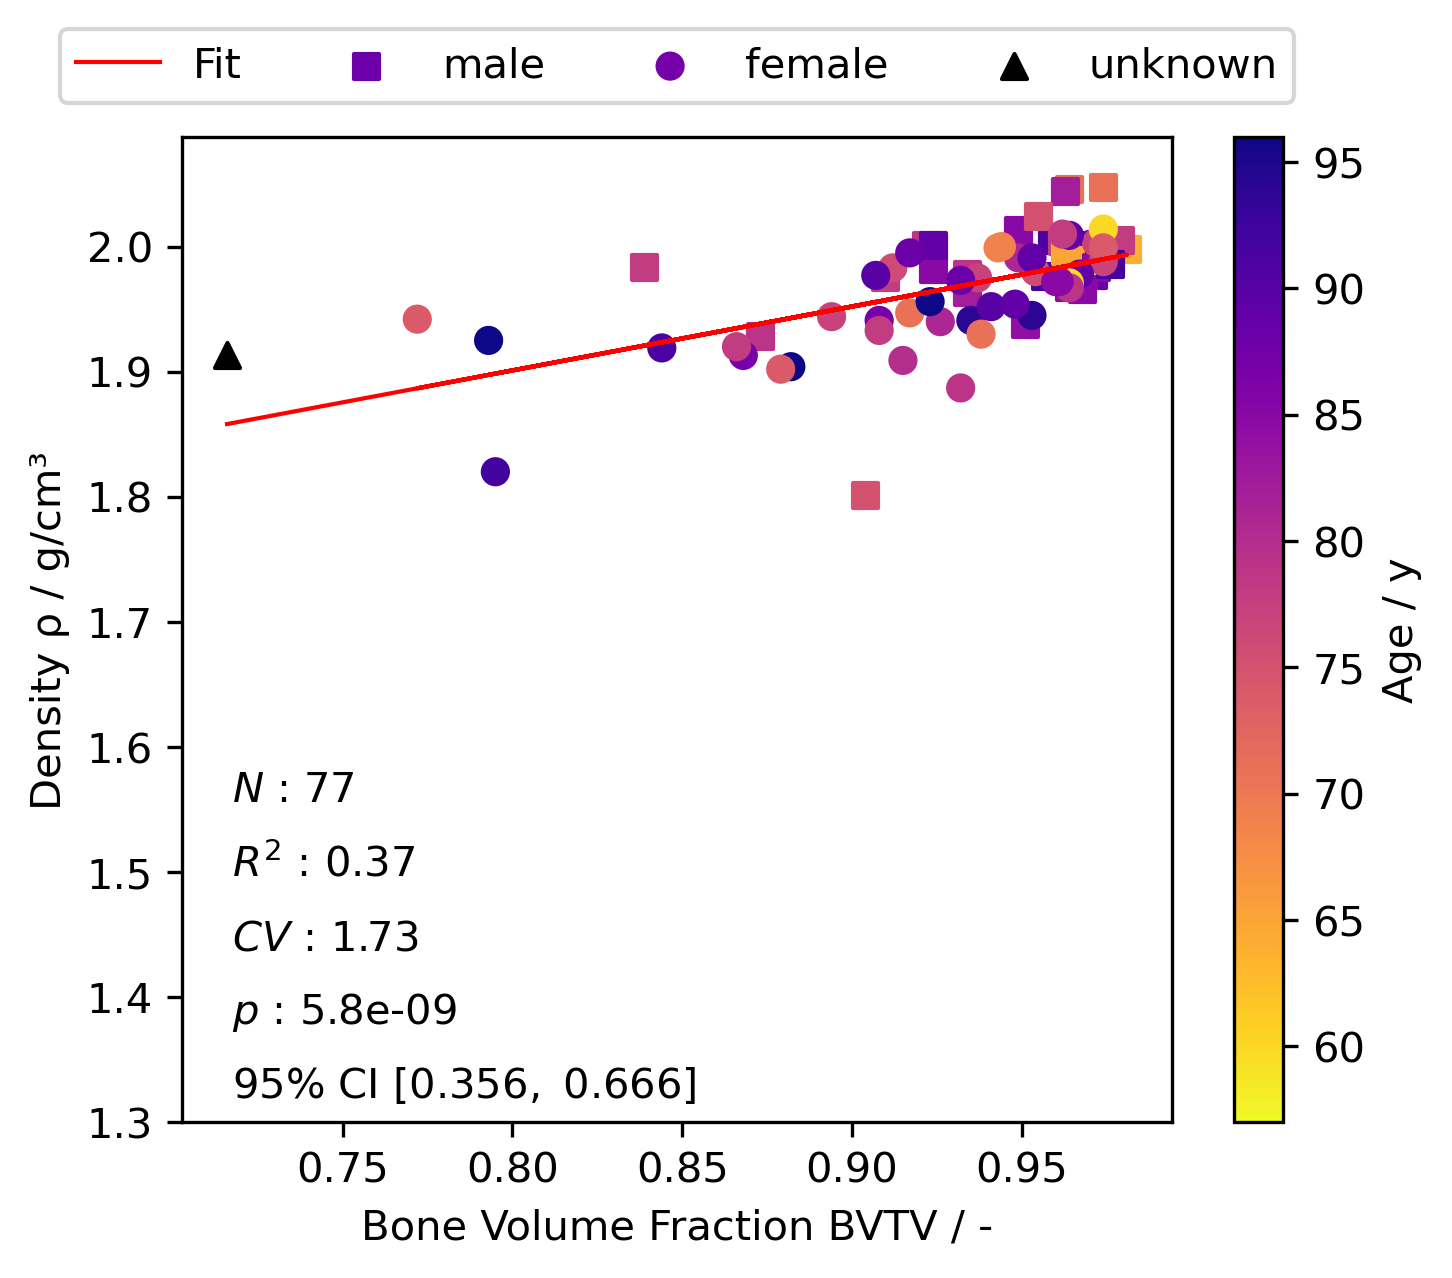 Fit male female unknown
2.0
1.9
1.8
1.7
1.6
1.5
1.4
1.3
Density ρ / g/cm³
N : 77
R² : 0.37
CV : 1.73
p : 5.8e-09
95% CI [0.356, 0.666]
0.75 0.80 0.85 0.90 0.95
Bone Volume Fraction BVTV / -
95
90
85
80
75
70
65
60
Age / y